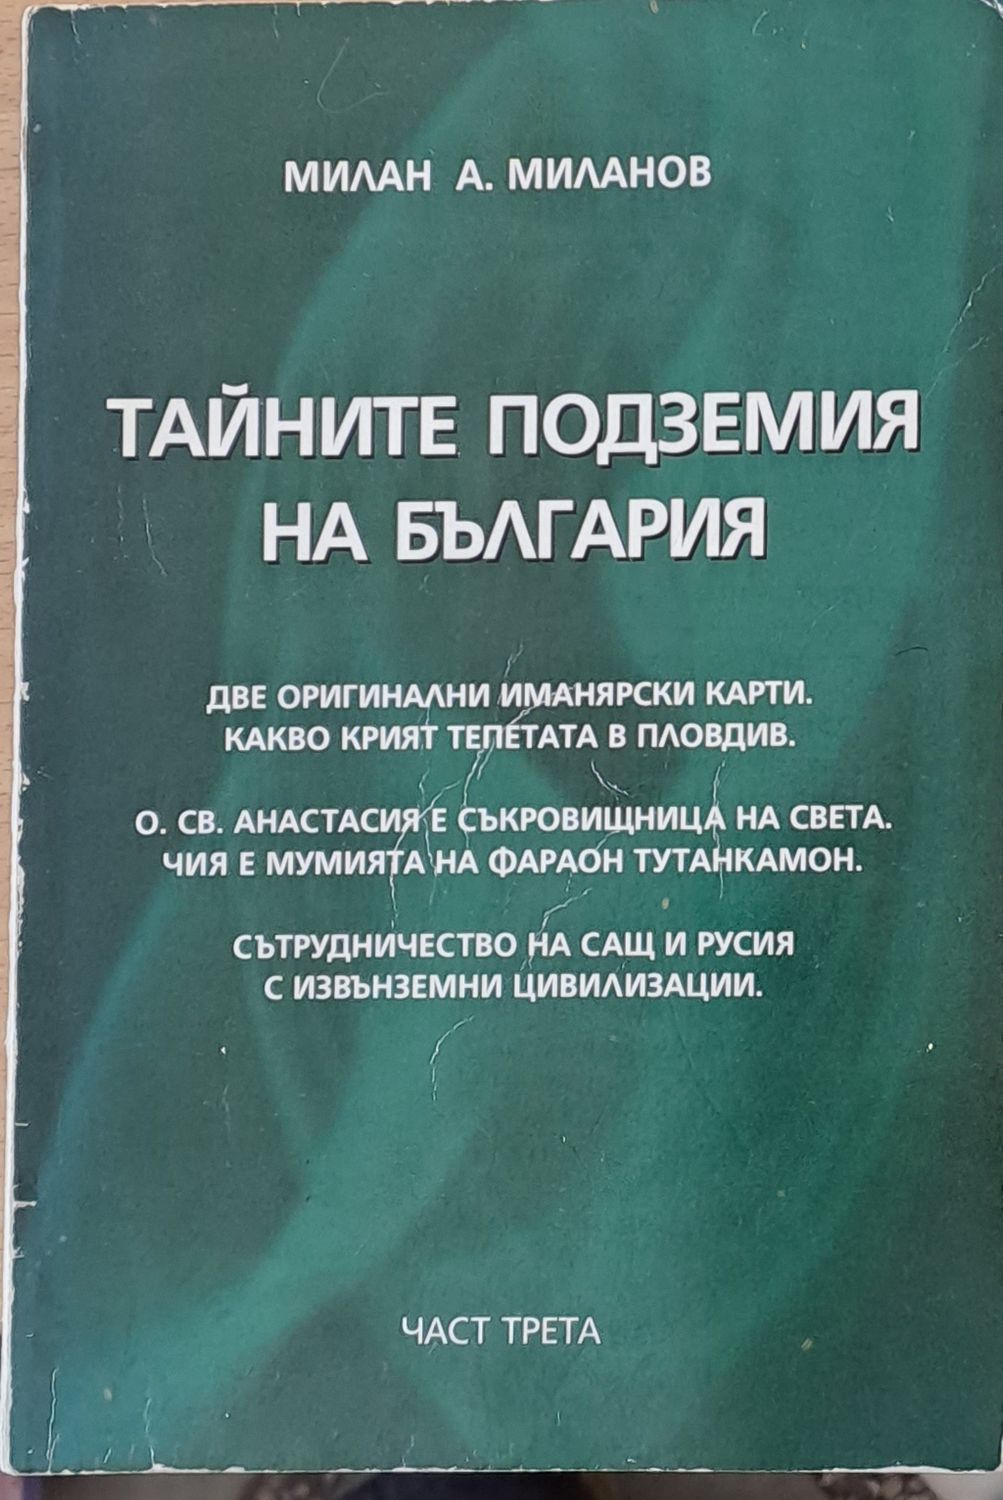 МИЛАН А. МИЛАНОВ
ТАЙНИТЕ ПОДЗЕМИЯ
НА БЪЛГАРИЯ
ДВЕ ОРИГИНАЛНИ ИМАНЯРСКИ КАРТИ.
КАКВО КРИЯТ ТЕПЕТАТА В ПЛОВДИВ.
О. СВ. АНАСТАСИЯ Е СЪКРОВИЩНИЦА НА СВЕТА.
ЧИЯ Е МУМИЯТА НА ФАРАОН ТУТАНКАМОН.
СЪТРУДНИЧЕСТВО НА САЩ И РУСИЯ
С ИЗВЪНЗЕМНИ ЦИВИЛИЗАЦИИ.
ЧАСТ ТРЕТА